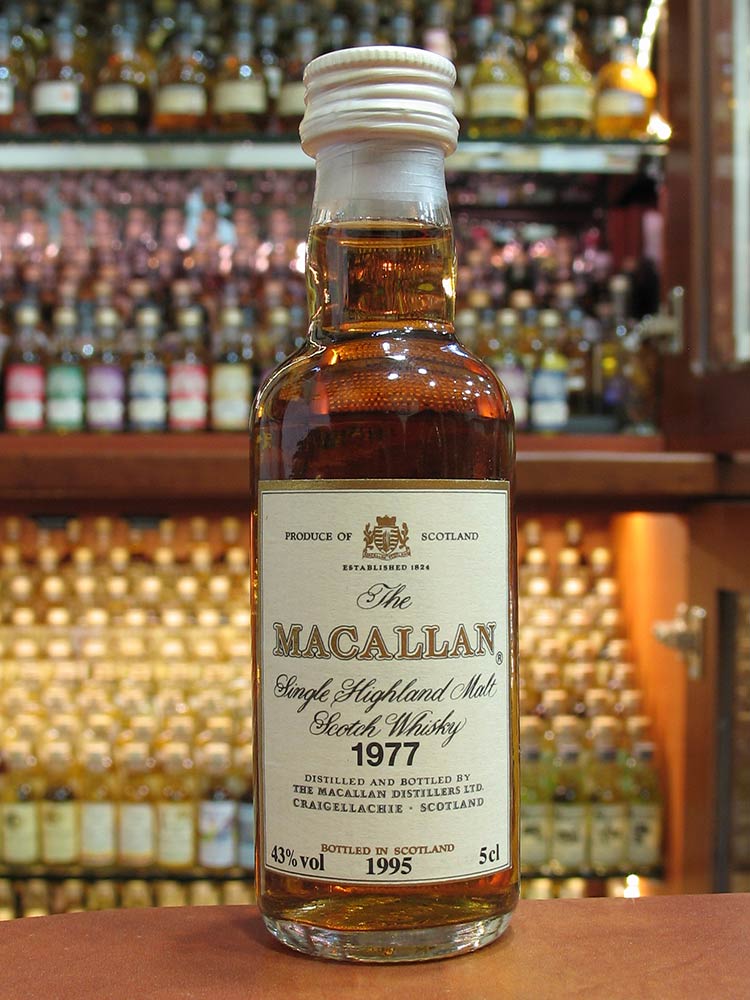 PRODUCE OF SCOTLAND
ESTABLISHED 1824
The
MACALLAN®
Single Highland Malt
Scotch Whisky
1977
DISTILLED AND BOTTLED BY
THE MACALLAN DISTILLERS LTD.
CRAIGELLACHIE · SCOTLAND
BOTTLED IN SCOTLAND
43% vol 1995 5cl